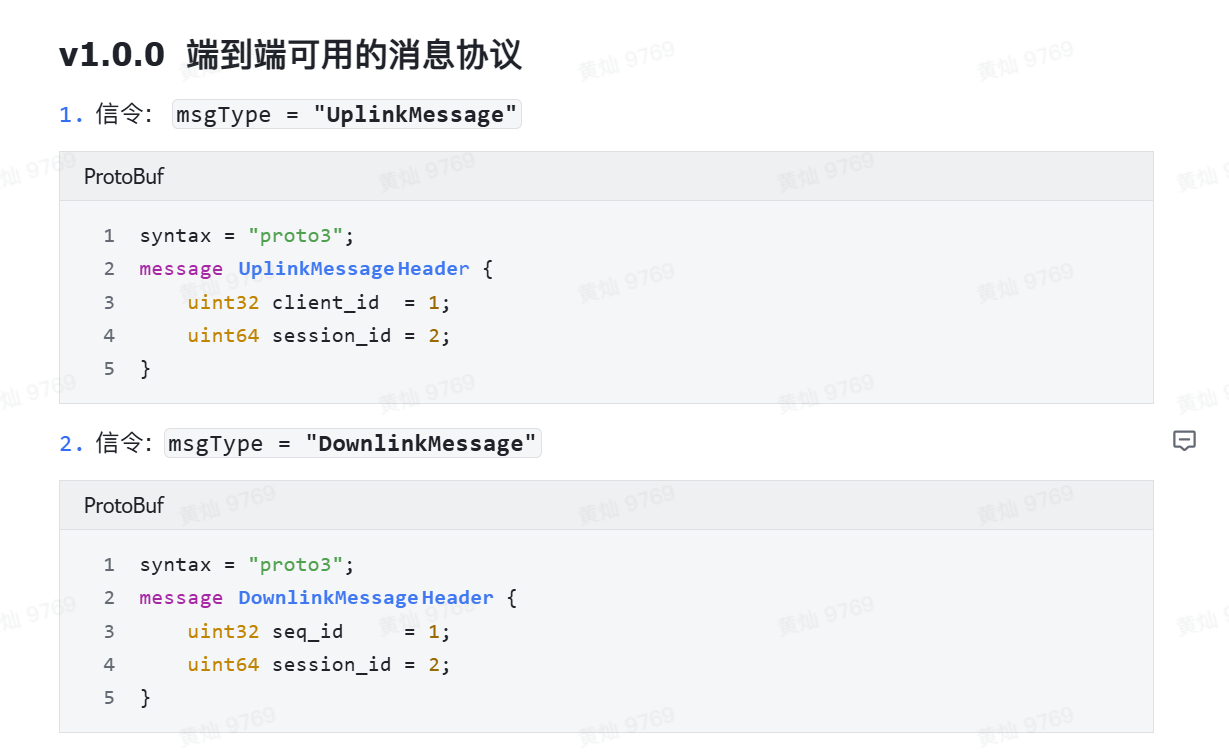 v1.0.0 端到端可用的消息协议
1. 信令: msgType = "UplinkMessage"
ProtoBuf
1 syntax = "proto3";
2 message UplinkMessageHeader {
3 uint32 client_id = 1;
4 uint64 session_id = 2;
5 }
2. 信令: msgType = "DownlinkMessage"
ProtoBuf
1 syntax = "proto3";
2 message DownlinkMessageHeader {
3 uint32 seq_id = 1;
4 uint64 session_id = 2;
5 }
黄灿 9769